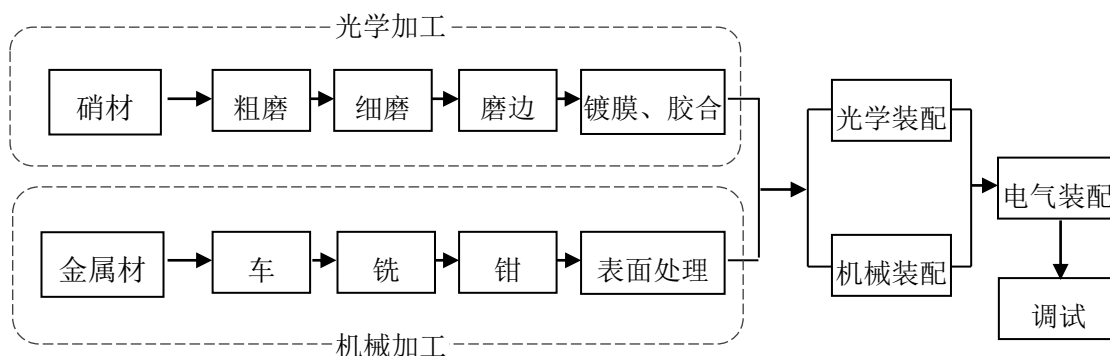 光学加工
硝材
粗磨
细磨
磨边
镀膜、胶合
光学装配
电气装配
金属材
车
铣
钳
表面处理
机械装配
调试
机械加工